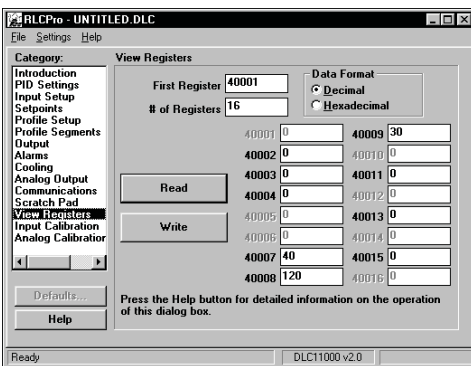 RLCPro - UNTITLED.DLC
File Settings Help
Category:
Introduction
PID Settings
Input Setup
Setpoints
Profile Setup
Profile Segments
Output
Alarms
Cooling
Analog Output
Communications
Scratch Pad
View Registers
Input Calibration
Analog Calibration
Defaults...
Help
View Registers
First Register 40001
# of Registers 16
Data Format
Decimal
Hexadecimal
Read
Write
40001 0 40009 30
40002 0 40010 0
40003 0 40011 0
40004 0 40012 0
40005 0 40013 0
40006 0 40014 0
40007 40 40015 0
40008 120 40016 0
Press the Help button for detailed information on the operation
of this dialog box.
Ready DLC11000 v2.0